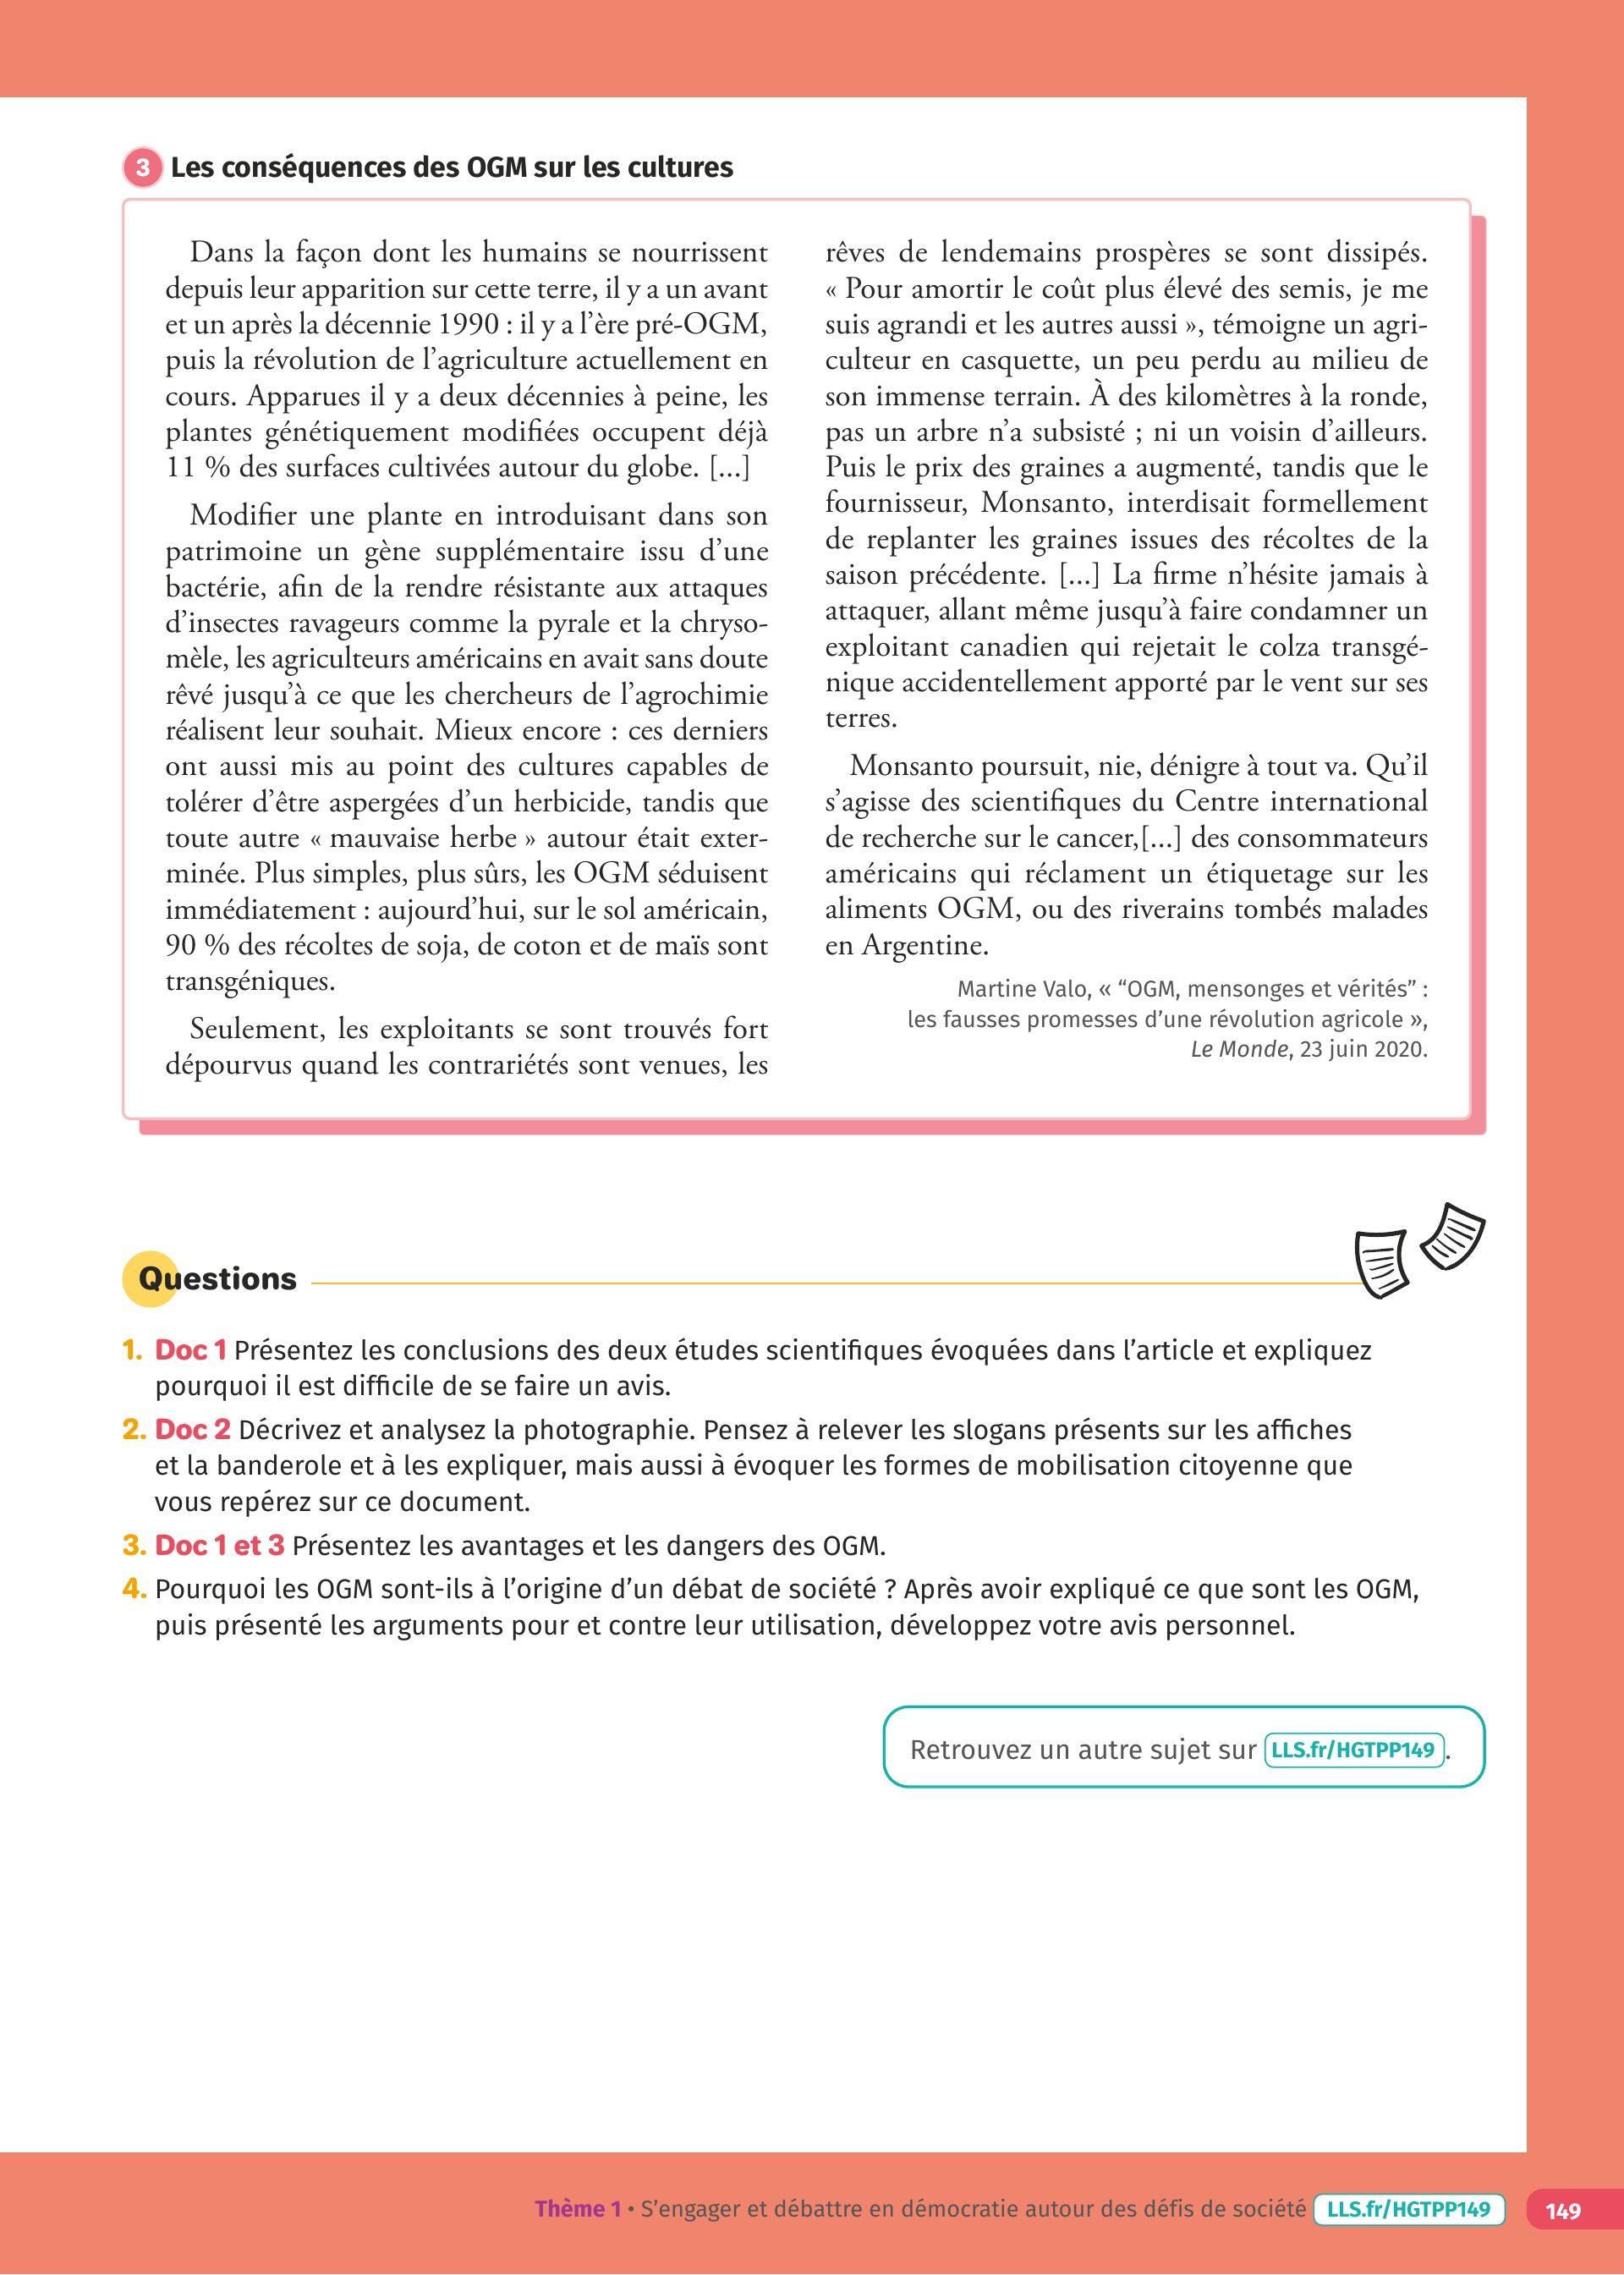 3 Les conséquences des OGM sur les cultures
Dans la façon dont les humains se nourrissent
depuis leur apparition sur cette terre, il y a un avant
et un après la décennie 1990 : il y a l’ère pré-OGM,
puis la révolution de l’agriculture actuellement en
cours. Apparues il y a deux décennies à peine, les
plantes génétiquement modifiées occupent déjà
11 % des surfaces cultivées autour du globe. [...]
Modifier une plante en introduisant dans son
patrimoine un gène supplémentaire issu d’une
bactérie, afin de la rendre résistante aux attaques
d’insectes ravageurs comme la pyrale et la chryso-
mèle, les agriculteurs américains en avait sans doute
rêvé jusqu’à ce que les chercheurs de l’agrochimie
réalisent leur souhait. Mieux encore : ces derniers
ont aussi mis au point des cultures capables de
tolérer d’être aspergées d’un herbicide, tandis que
toute autre « mauvaise herbe » autour était exter-
minée. Plus simples, plus sûrs, les OGM séduisent
immédiatement : aujourd’hui, sur le sol américain,
90 % des récoltes de soja, de coton et de maïs sont
transgéniques.
Seulement, les exploitants se sont trouvés fort
dépourvus quand les contrariétés sont venues, les
rêves de lendemains prospères se sont dissipés.
« Pour amortir le coût plus élevé des semis, je me
suis agrandi et les autres aussi », témoigne un agri-
culteur en casquette, un peu perdu au milieu de
son immense terrain. À des kilomètres à la ronde,
pas un arbre n’a subsisté ; ni un voisin d’ailleurs.
Puis le prix des graines a augmenté, tandis que le
fournisseur, Monsanto, interdisait formellement
de replanter les graines issues des récoltes de la
saison précédente. [...] La firme n’hésite jamais à
attaquer, allant même jusqu’à faire condamner un
exploitant canadien qui rejetait le colza transgé-
nique accidentellement apporté par le vent sur ses
terres.
Monsanto poursuit, nie, dénigre à tout va. Qu’il
s’agisse des scientifiques du Centre international
de recherche sur le cancer,[...] des consommateurs
américains qui réclament un étiquetage sur les
aliments OGM, ou des riverains tombés malades
en Argentine.
Martine Valo, « “OGM, mensonges et vérités” :
les fausses promesses d’une révolution agricole »,
Le Monde, 23 juin 2020.
Questions
1. Doc 1 Présentez les conclusions des deux études scientifiques évoquées dans l’article et expliquez
pourquoi il est difficile de se faire un avis.
2. Doc 2 Décrivez et analysez la photographie. Pensez à relever les slogans présents sur les affiches
et la banderole et à les expliquer, mais aussi à évoquer les formes de mobilisation citoyenne que
vous repérez sur ce document.
3. Doc 1 et 3 Présentez les avantages et les dangers des OGM.
4. Pourquoi les OGM sont-ils à l’origine d’un débat de société ? Après avoir expliqué ce que sont les OGM,
puis présenté les arguments pour et contre leur utilisation, développez votre avis personnel.
Retrouvez un autre sujet sur LLS.fr/HGTPP149.
Thème 1 • S’engager et débattre en démocratie autour des défis de société LLS.fr/HGTPP149 149